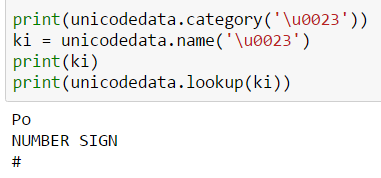 print(unicodedata.category('\u0023'))
ki = unicodedata.name('\u0023')
print(ki)
print(unicodedata.lookup(ki))
Po
NUMBER SIGN
#